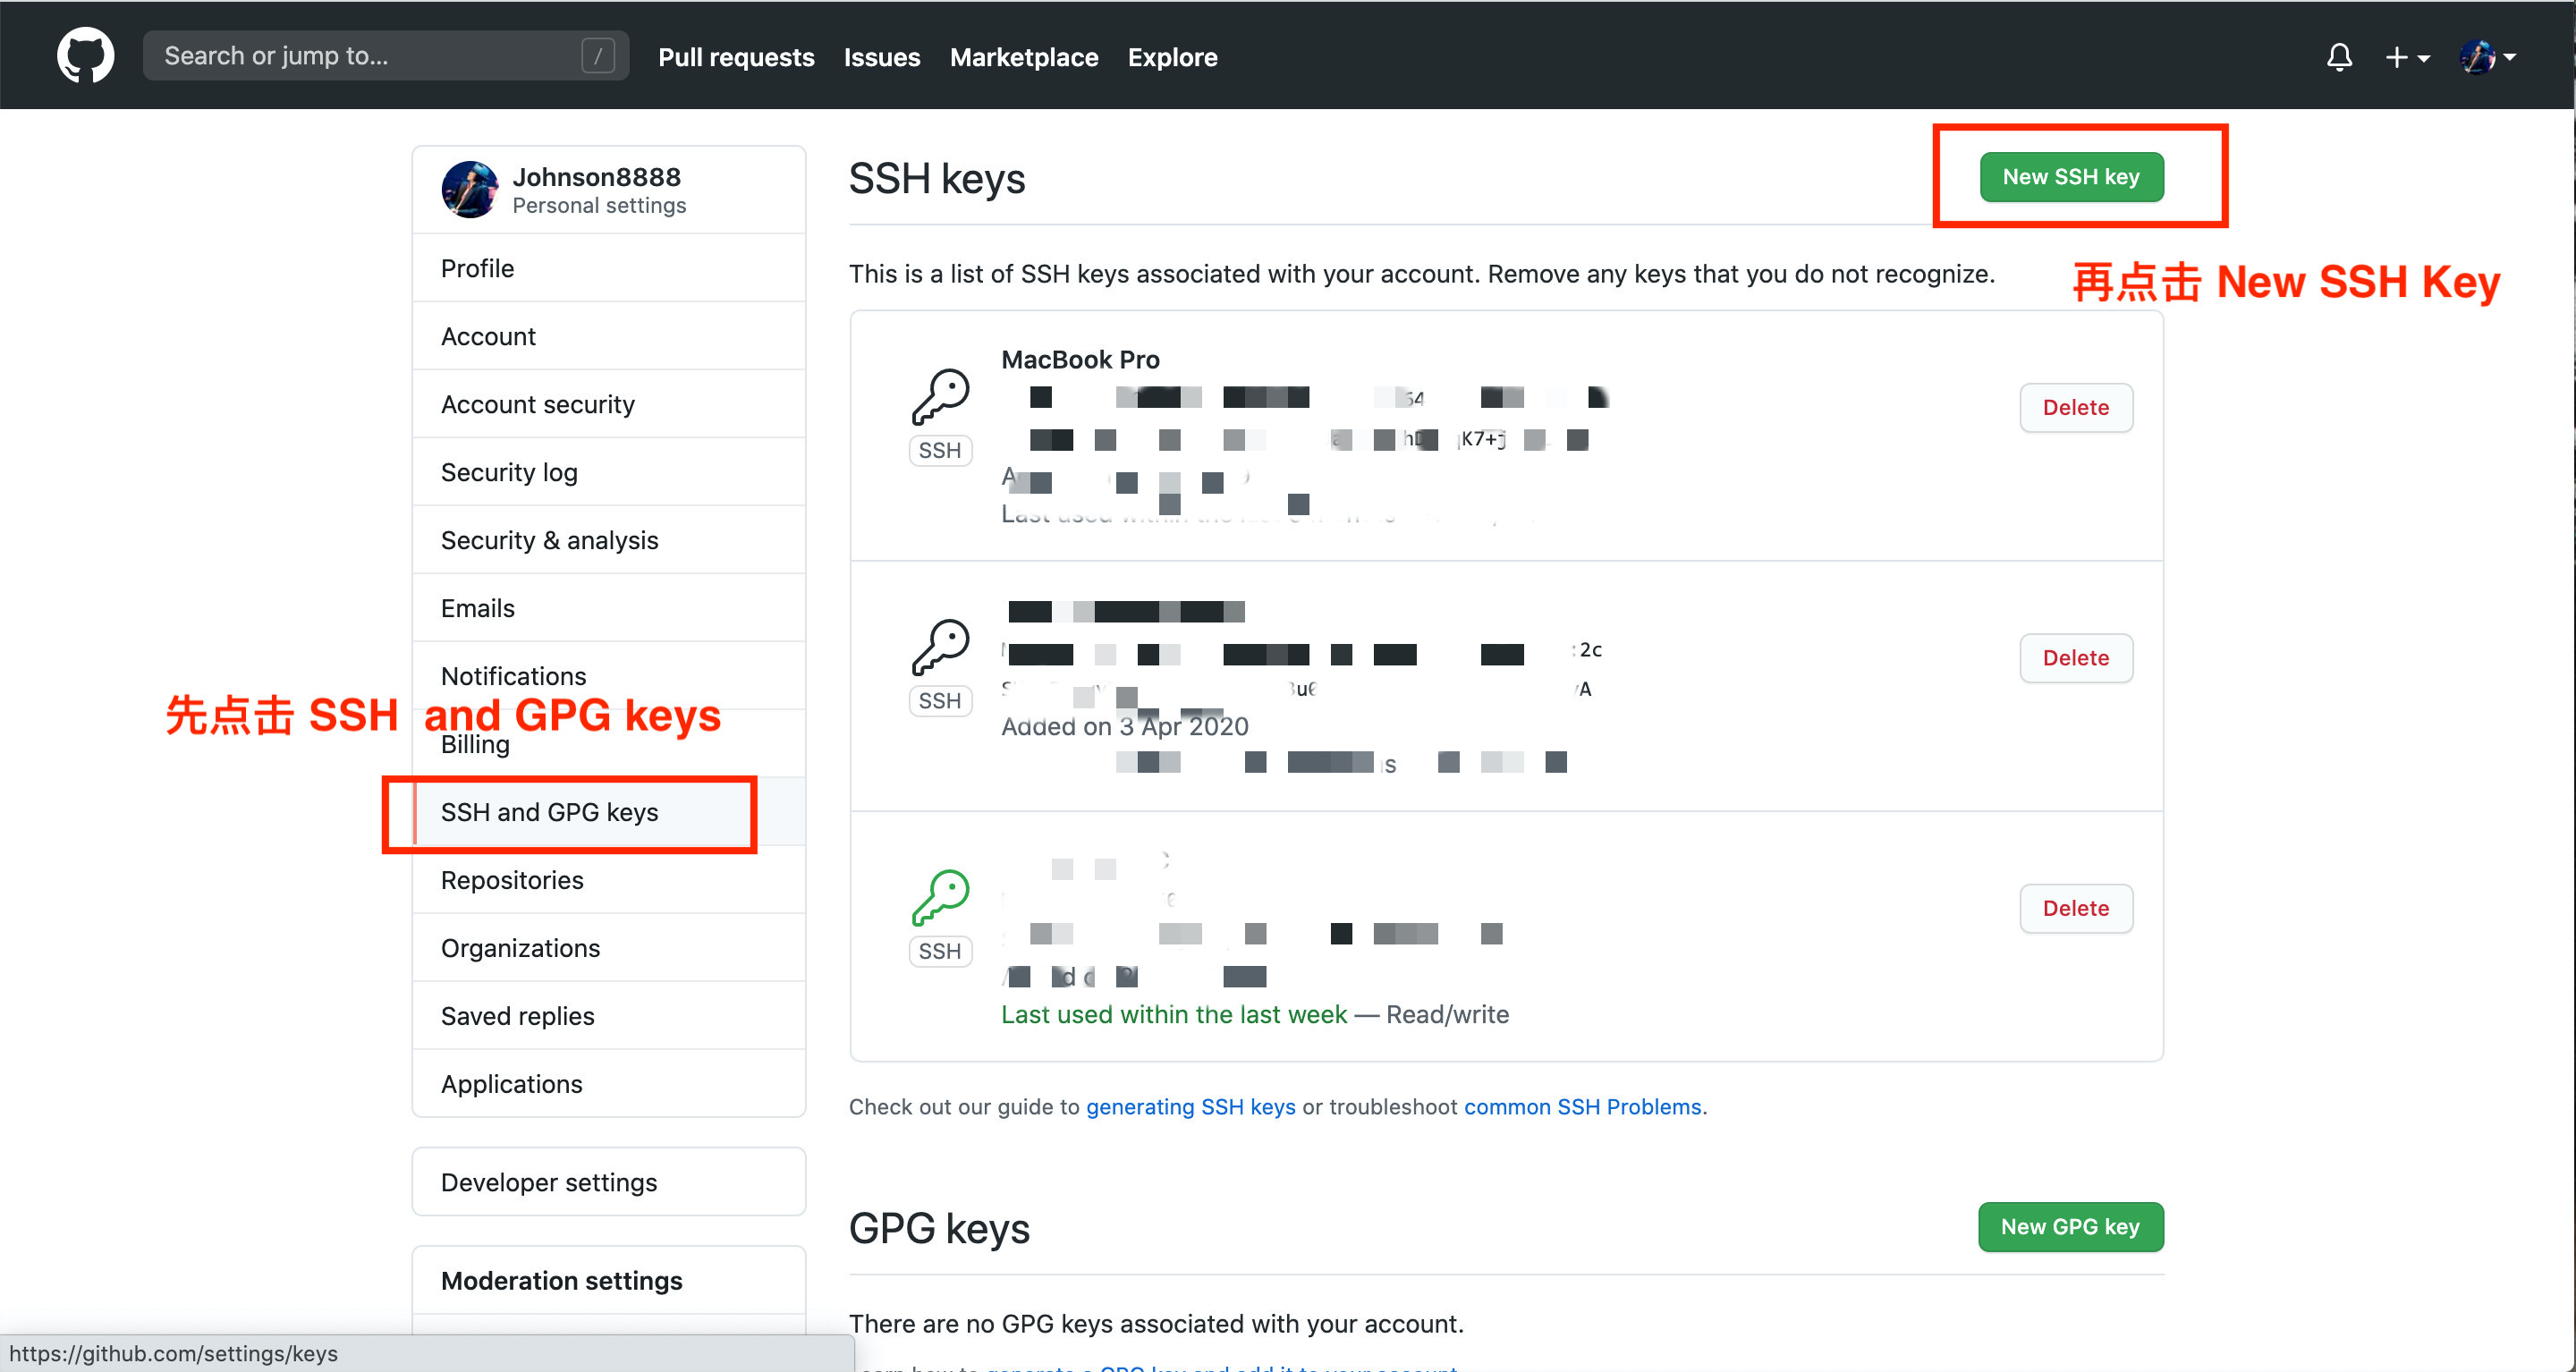 Search or jump to... /
Pull requests Issues Marketplace Explore
Johnson8888
Personal settings
Profile
Account
Account security
Security log
Security & analysis
Emails
Notifications
先点击 SSH and GPG keys
Billing
SSH and GPG keys
Repositories
Organizations
Saved replies
Applications
Developer settings
Moderation settings
SSH keys
New SSH key
再点击 New SSH Key
This is a list of SSH keys associated with your account. Remove any keys that you do not recognize.
MacBook Pro
SSH
Delete
SSH
Added on 3 Apr 2020
Delete
SSH
Last used within the last week — Read/write
Delete
Check out our guide to generating SSH keys or troubleshoot common SSH Problems.
GPG keys
New GPG key
There are no GPG keys associated with your account.
https://github.com/settings/keys